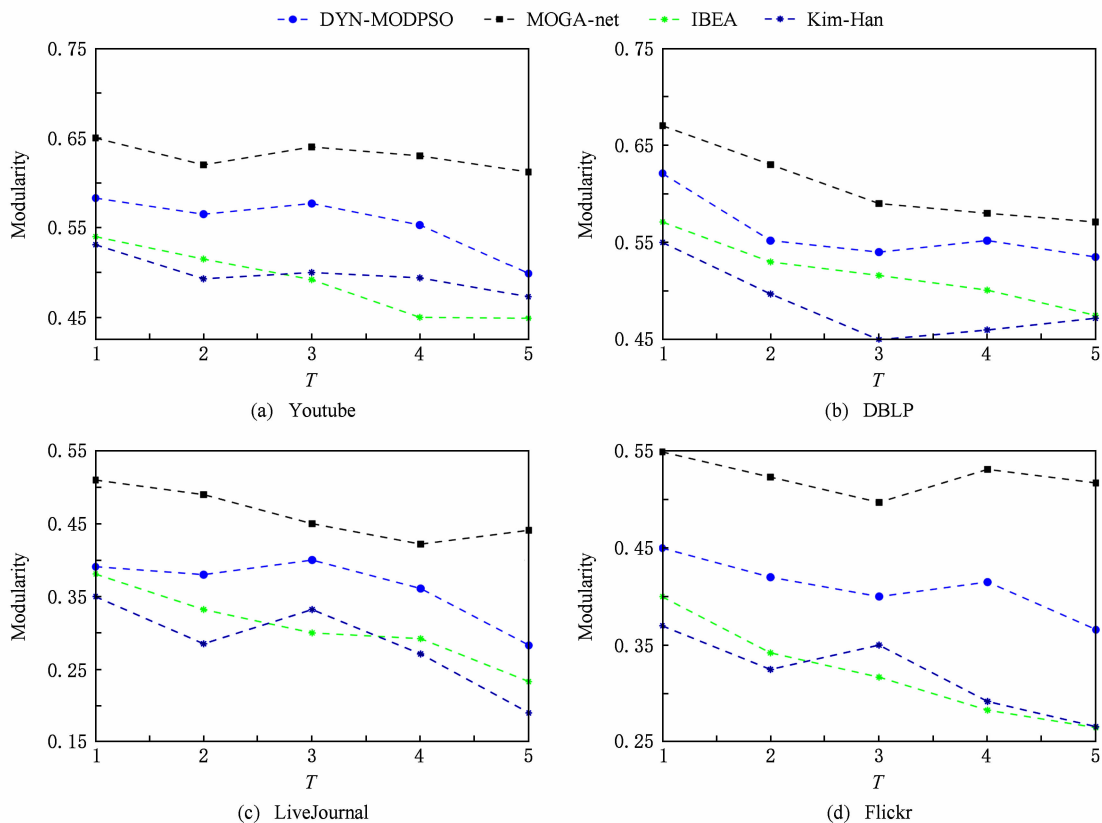 DYN-MODPSO MOGA-net IBEA Kim-Han
0.75
0.65
0.55
0.45
Modularity
1 2 3 4 5
T
(a) Youtube
0.75
0.65
0.55
0.45
Modularity
1 2 3 4 5
T
(b) DBLP
0.55
0.45
0.35
0.25
0.15
Modularity
1 2 3 4 5
T
(c) LiveJournal
0.55
0.45
0.35
0.25
Modularity
1 2 3 4 5
T
(d) Flickr